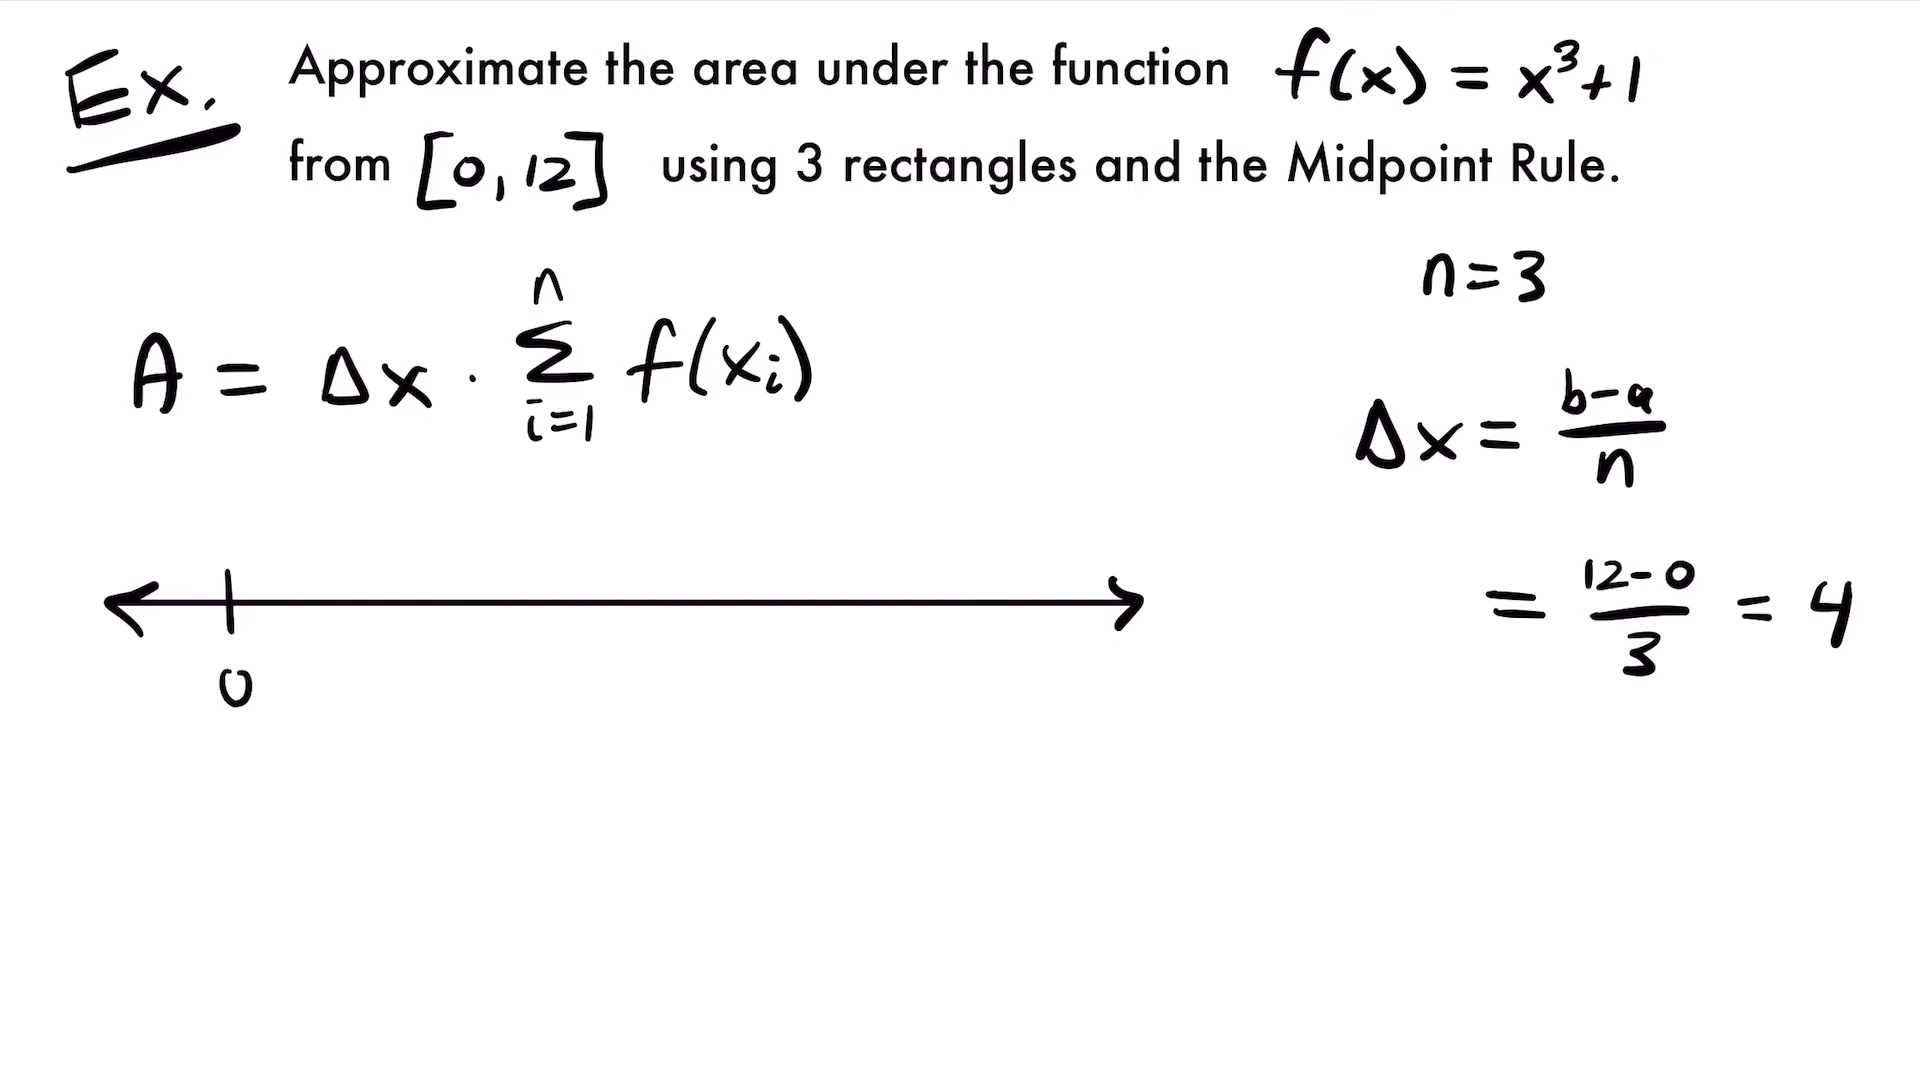 Ex. Approximate the area under the function f(x) = x³+1
from [0, 12] using 3 rectangles and the Midpoint Rule.
n=3
A = Δx · Σ_{i=1}^{n} f(xᵢ)
Δx = (b-a)/n
= (12-0)/3 = 4
0